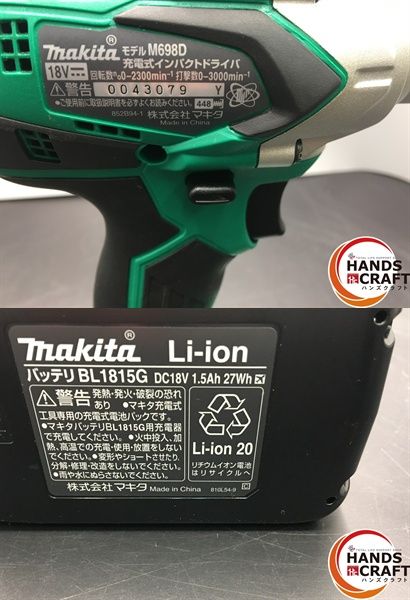 makita® モデル M698D
18V 充電式インパクトドライバ
回転数0-2300min⁻¹ 打撃数0-3000min⁻¹
警告 0043079 Y
●ご使用前に取扱説明書を必ずよくお読みください。 448
852B94-1 株式会社マキタ
Made in China
HANDS
CRAFT
ハンズクラフト
makita® Li-ion
バッテリ BL1815G DC18V 1.5Ah 27Wh
警告 発熱・発火・破裂の恐れ
あり ●マキタ充電式
工具専用の充電式電池パックです。
●マキタバッテリBL1815G用充電器
で充電してください。●火中投入、加
熱、高温での充電・使用・放置をしない
でください。●変形やショートさせたり、
分解・修理・改造をしないでください。
●雨や水にぬらさないでください。
Li-ion 20
リチウムイオン電池
はリサイクルへ
株式会社マキタ Made in China 816L54-9 C
HANDS
CRAFT
ハンズクラフト